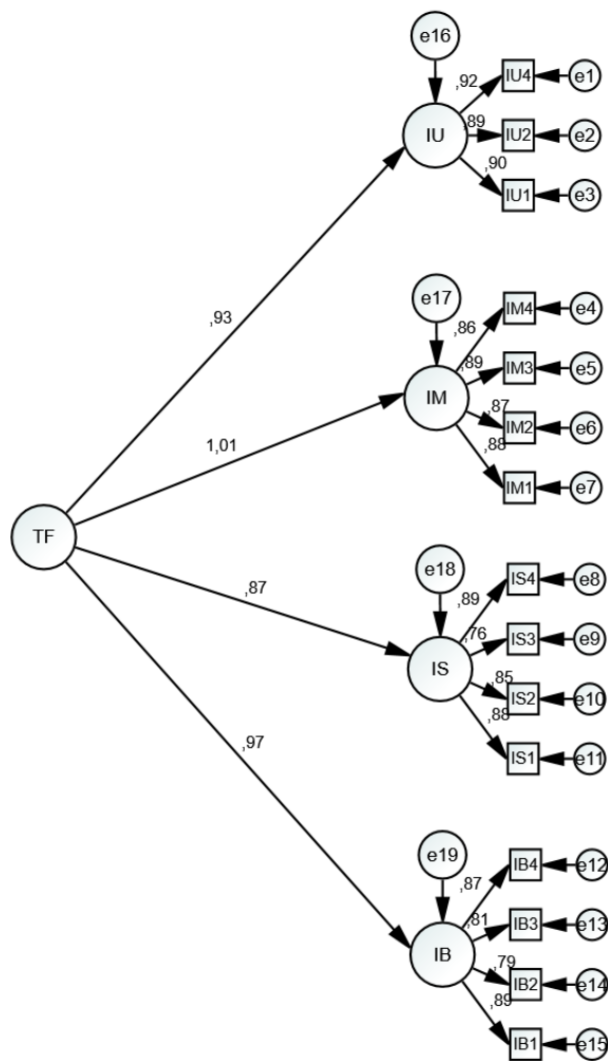 e16
,92
IU4
e1
IU
,89
IU2
e2
,90
IU1
e3
,93
e17
,86
IM4
e4
IM
,89
IM3
e5
,87
IM2
e6
,88
IM1
e7
1,01
TF
,87
e18
,89
IS4
e8
IS
,76
IS3
e9
,85
IS2
e10
,88
IS1
e11
,97
e19
,87
IB4
e12
IB
,81
IB3
e13
,79
IB2
e14
,89
IB1
e15